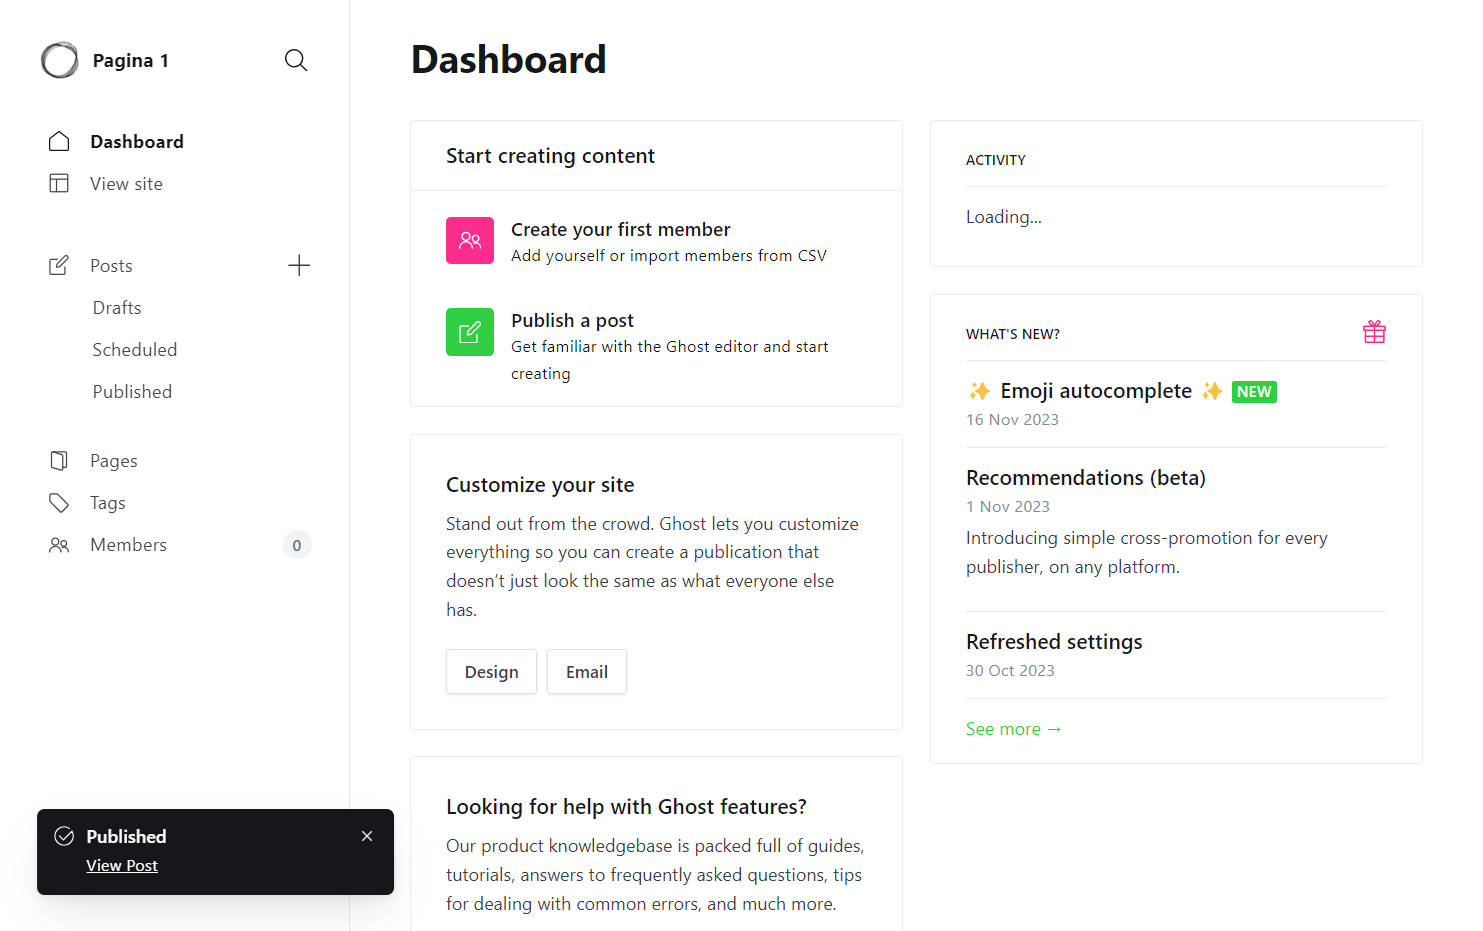 Pagina 1
Dashboard
View site
Posts
Drafts
Scheduled
Published
Pages
Tags
Members
0
Published
View Post
Dashboard
Start creating content
Create your first member
Add yourself or import members from CSV
Publish a post
Get familiar with the Ghost editor and start
creating
Customize your site
Stand out from the crowd. Ghost lets you customize
everything so you can create a publication that
doesn’t just look the same as what everyone else
has.
Design
Email
Looking for help with Ghost features?
Our product knowledgebase is packed full of guides,
tutorials, answers to frequently asked questions, tips
for dealing with common errors, and much more.
ACTIVITY
Loading...
WHAT'S NEW?
✨ Emoji autocomplete ✨ NEW
16 Nov 2023
Recommendations (beta)
1 Nov 2023
Introducing simple cross-promotion for every
publisher, on any platform.
Refreshed settings
30 Oct 2023
See more →